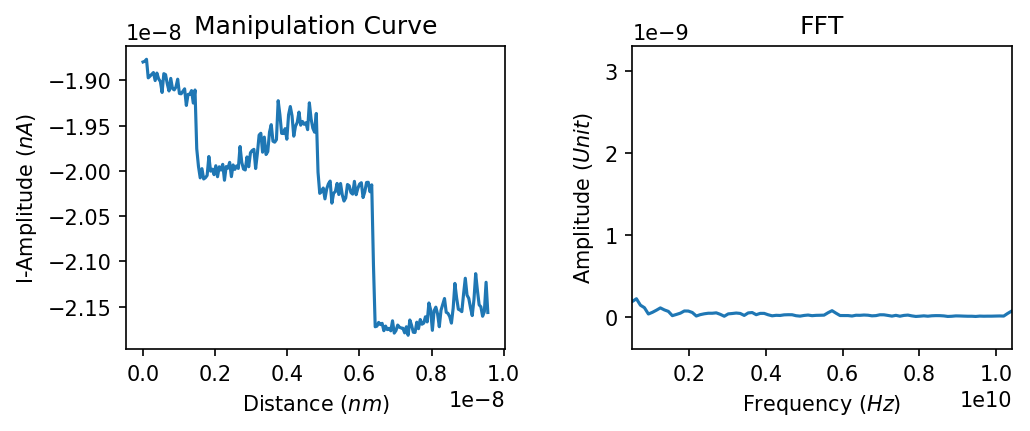 Manipulation Curve
1e−8
−1.90
−1.95
−2.00
−2.05
−2.10
−2.15
I-Amplitude (nA)
0.0 0.2 0.4 0.6 0.8 1.0
1e−8
Distance (nm)
FFT
1e−9
3
2
1
0
Amplitude (Unit)
0.2 0.4 0.6 0.8 1.0
1e10
Frequency (Hz)